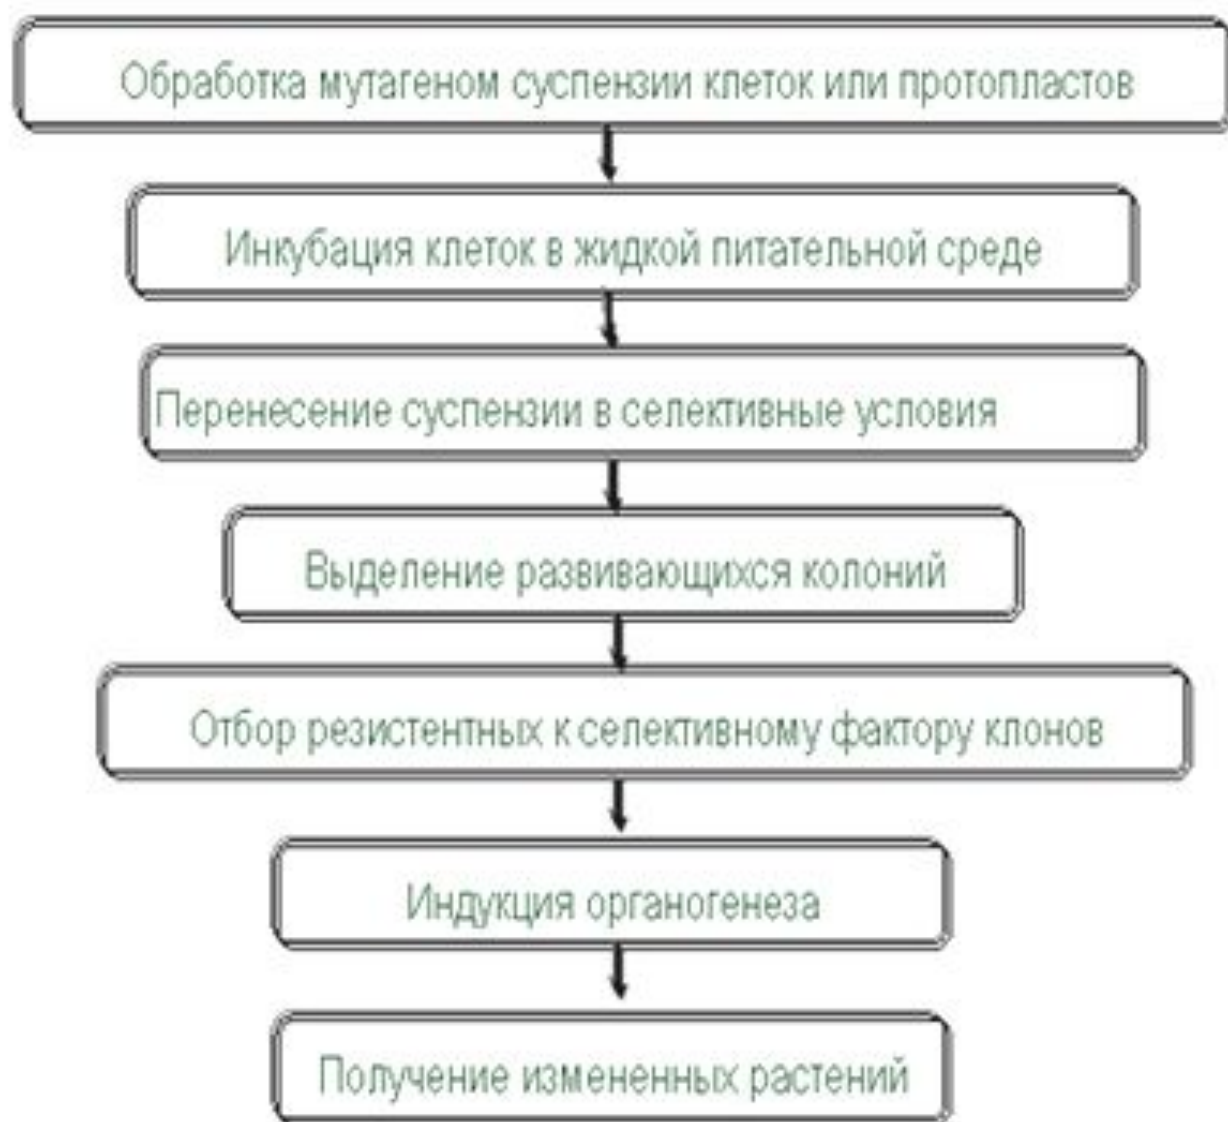 Обработка мутагеном суспензии клеток или протопластов
Инкубация клеток в жидкой питательной среде
Перенесение суспензии в селективные условия
Выделение развивающихся колоний
Отбор резистентных к селективному фактору клонов
Индукция органогенеза
Получение измененных растений